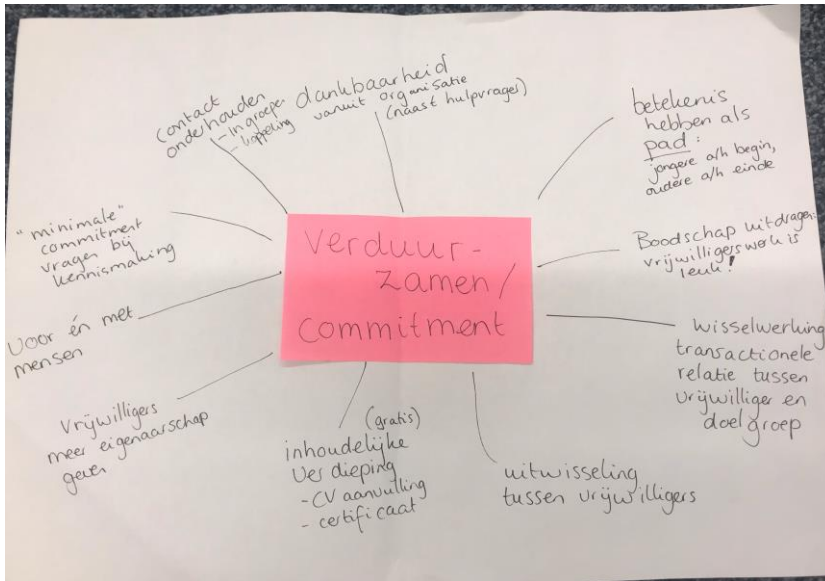 verduur-
zamen/
commitment
contact
onderhouden
- in groepen
- koppeling
dankbaarheid
vanuit organisatie
(naast hulpvrager)
betekenis
hebben als
pad:
jongere a/h begin,
oudere a/h einde
Boodschap uitdragen:
vrijwilligerswerk is
leuk!
wisselwerking
transactionele
relatie tussen
vrijwilliger en
doelgroep
uitwisseling
tussen vrijwilligers
(gratis)
inhoudelijke
verdieping
- CV aanvulling
- certificaat
Vrijwilligers
meer eigenaarschap
geven
Voor én met
mensen
"minimale"
commitment
vragen bij
kennismaking